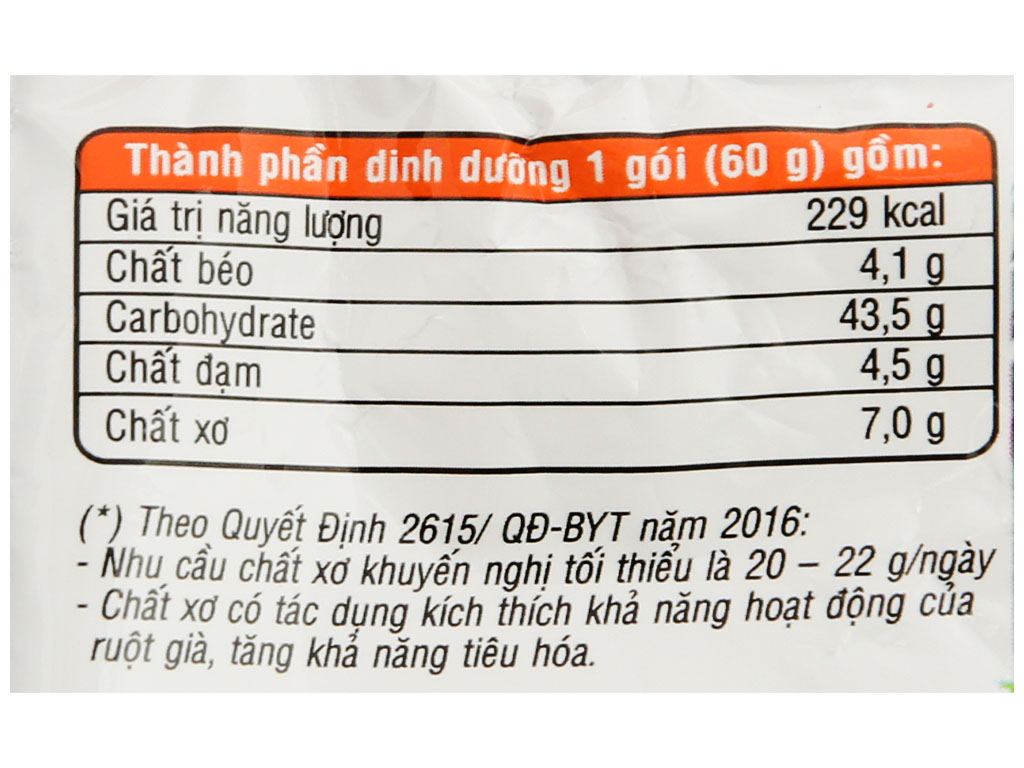 Thành phần dinh dưỡng 1 gói (60 g) gồm:
Giá trị năng lượng 229 kcal
Chất béo 4,1 g
Carbohydrate 43,5 g
Chất đạm 4,5 g
Chất xơ 7,0 g
(*) Theo Quyết Định 2615/ QĐ-BYT năm 2016:
- Nhu cầu chất xơ khuyến nghị tối thiểu là 20 – 22 g/ngày
- Chất xơ có tác dụng kích thích khả năng hoạt động của
ruột già, tăng khả năng tiêu hóa.